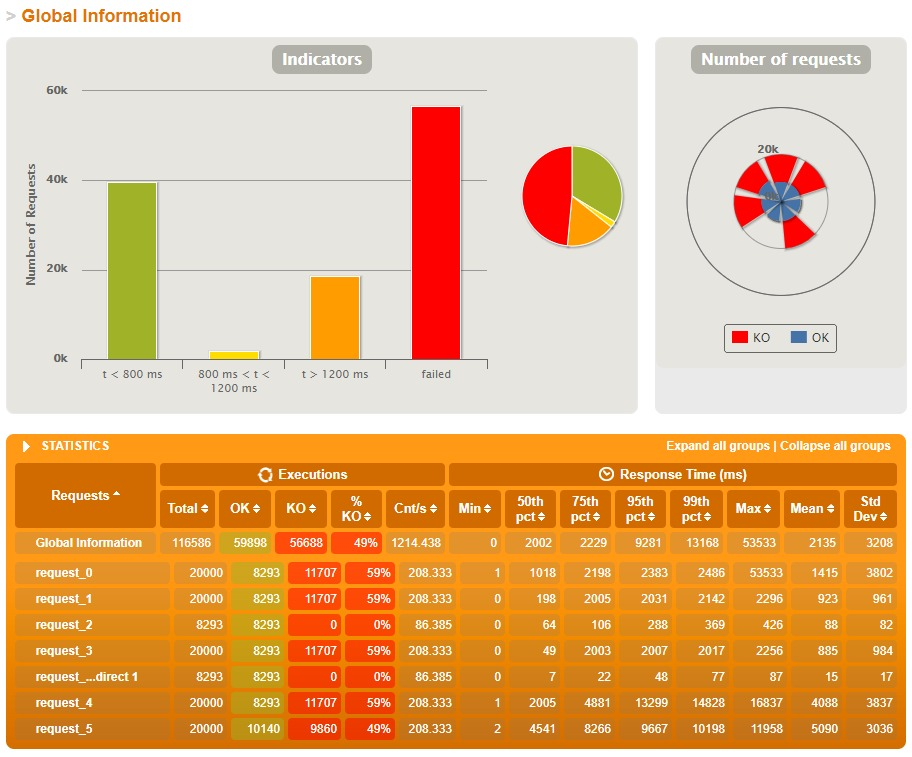 > Global Information
Indicators
Number of Requests
60k
40k
20k
0k
t < 800 ms
800 ms < t <
1200 ms
t > 1200 ms
failed
Number of requests
20k
KO OK
STATISTICS Expand all groups | Collapse all groups
Requests
Executions Response Time (ms)
Total OK KO % KO Cnt/s Min 50th pct 75th pct 95th pct 99th pct Max Mean Std Dev
Global Information 116586 59898 56688 49% 1214.438 0 2002 2229 9281 13168 53533 2135 3208
request_0 20000 8293 11707 59% 208.333 1 1018 2198 2383 2486 53533 1415 3802
request_1 20000 8293 11707 59% 208.333 0 198 2005 2031 2142 2296 923 961
request_2 8293 8293 0 0% 86.385 0 64 106 288 369 426 88 82
request_3 20000 8293 11707 59% 208.333 0 49 2003 2007 2017 2256 885 984
request_...direct 1 8293 8293 0 0% 86.385 0 7 22 48 77 87 15 17
request_4 20000 8293 11707 59% 208.333 1 2005 4881 13299 14828 16837 4088 3837
request_5 20000 10140 9860 49% 208.333 2 4541 8266 9667 10198 11958 5090 3036